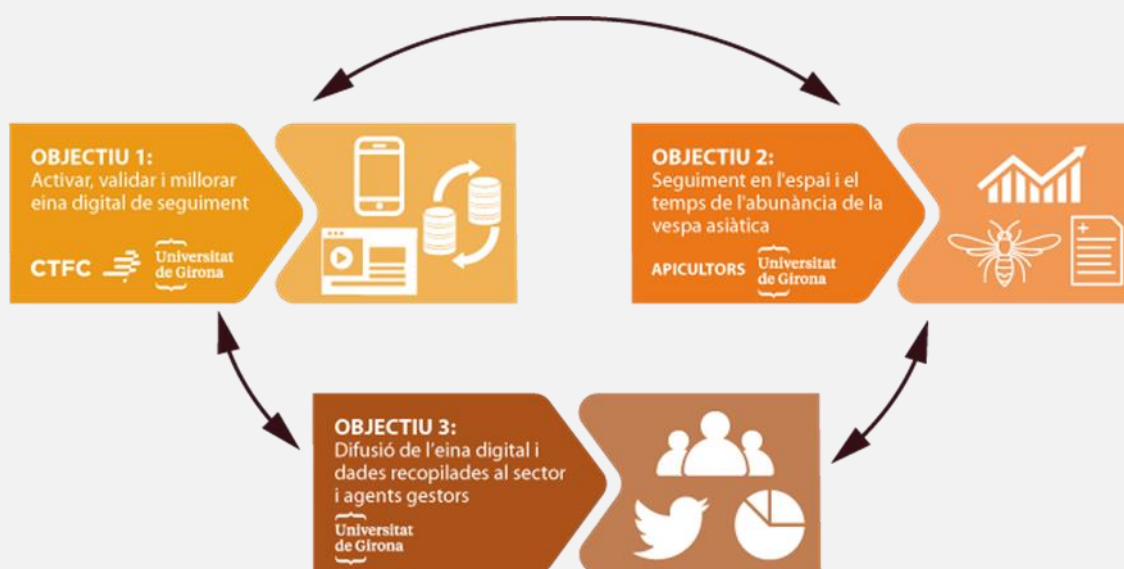 OBJECTIU 1:
Activar, validar i millorar
eina digital de seguiment
CTFC
Universitat
de Girona
OBJECTIU 2:
Seguiment en l'espai i el
temps de l'abunància de la
vespa asiàtica
APICULTORS
Universitat
de Girona
OBJECTIU 3:
Difusió de l'eina digital i
dades recopilades al sector
i agents gestors
Universitat
de Girona